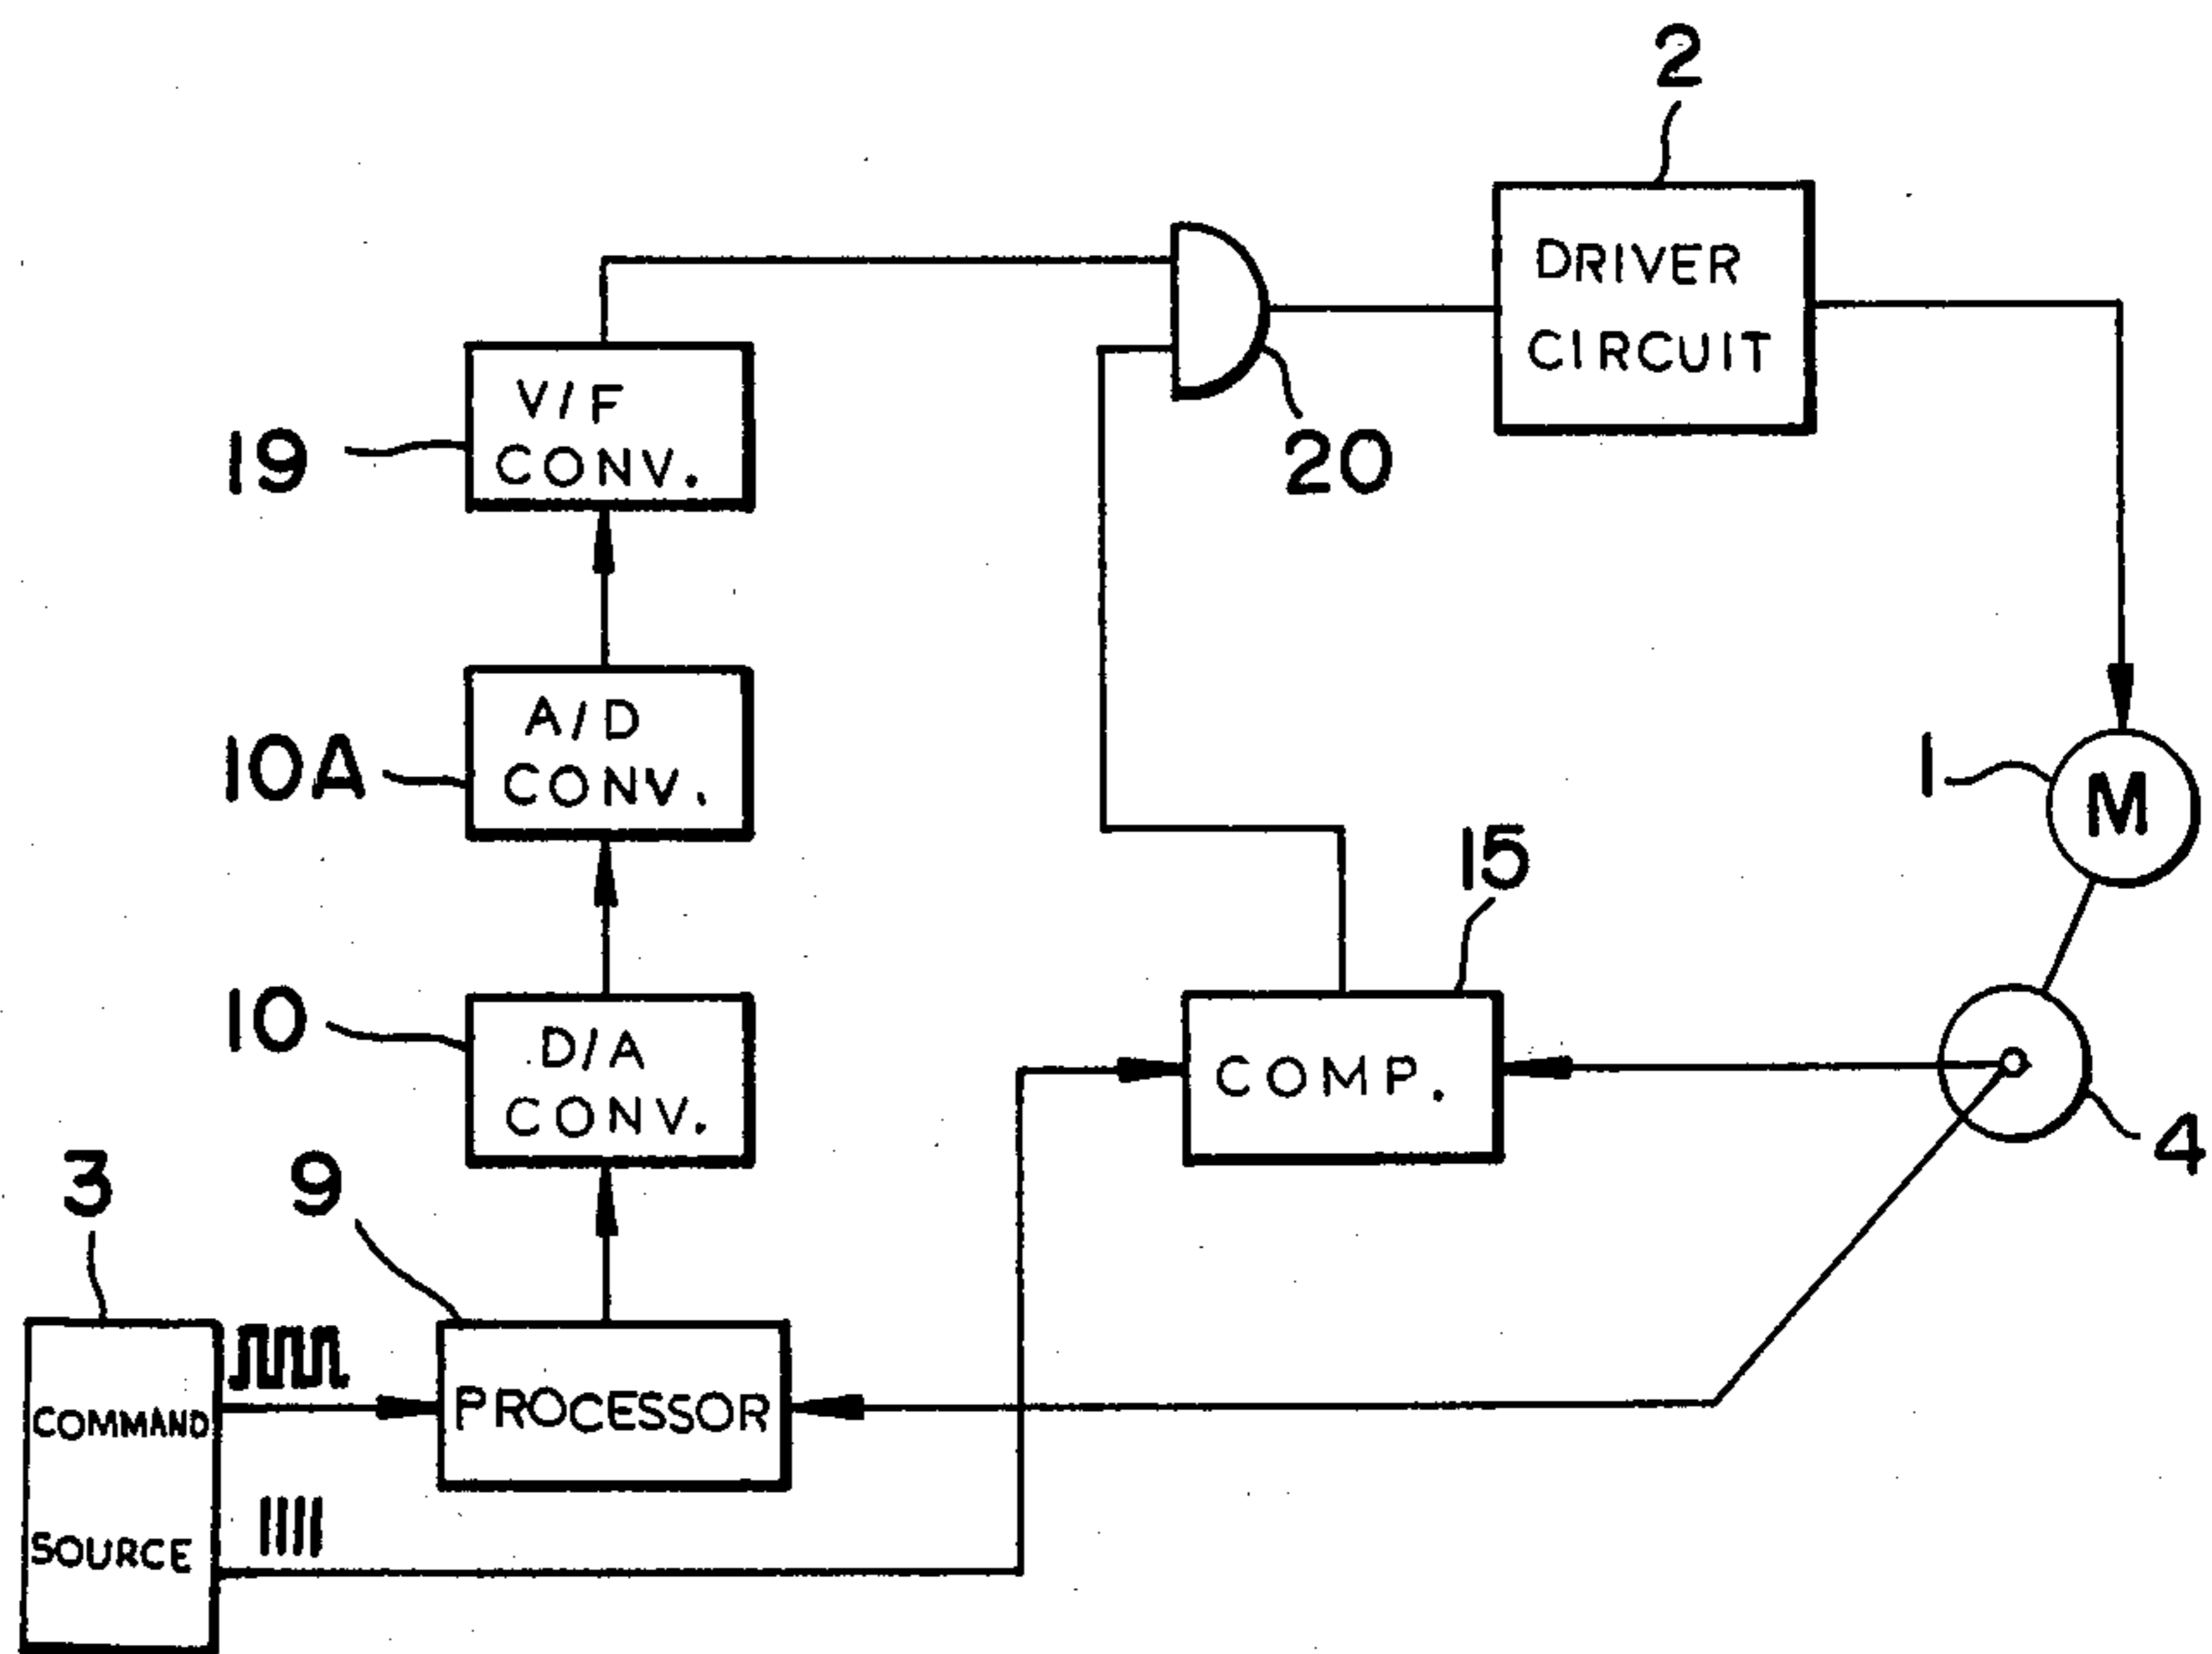 2
DRIVER
CIRCUIT
20
V/F
CONV.
19
A/D
CONV.
10A
1
M
15
D/A
CONV.
10
COMP.
4
3
9
COMMAND
SOURCE
PROCESSOR